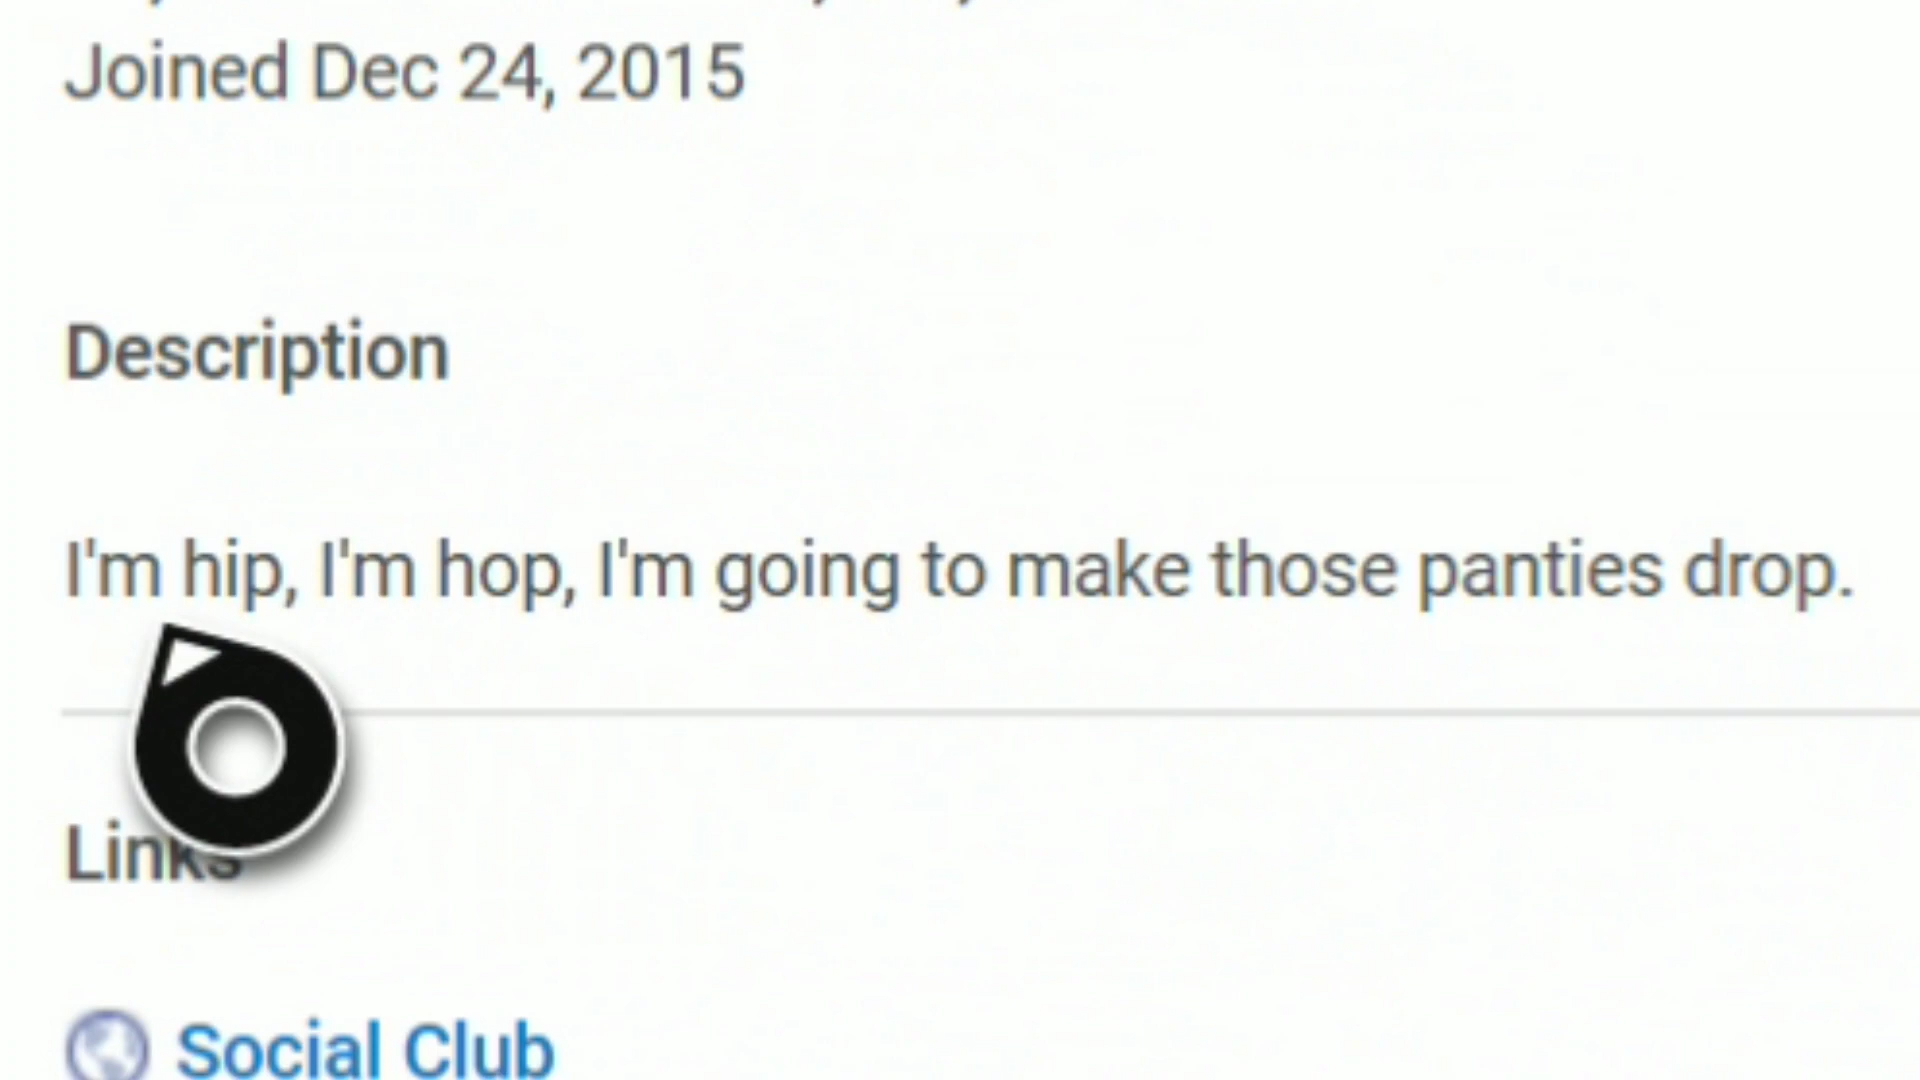 Joined Dec 24, 2015
Description
I'm hip, I'm hop, I'm going to make those panties drop.
Links
Social Club